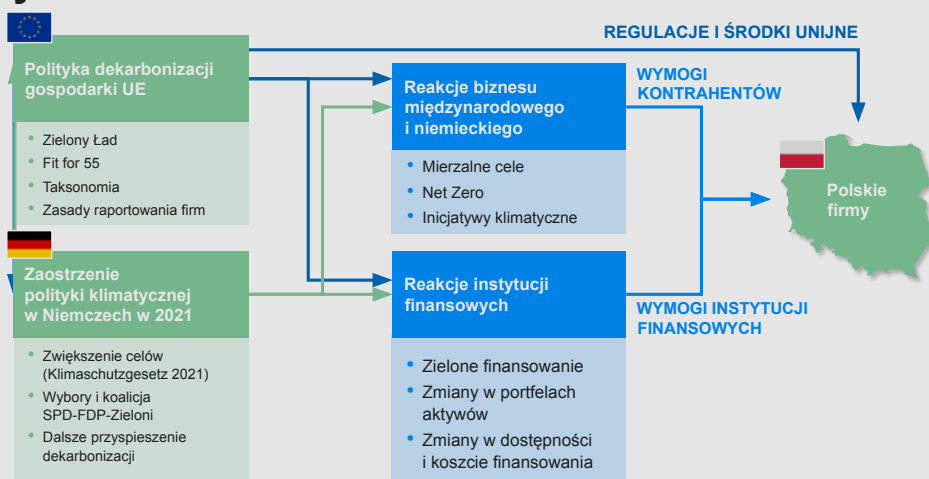 REGULACJE I ŚRODKI UNIJNE
Polityka dekarbonizacji
gospodarki UE
• Zielony Ład
• Fit for 55
• Taksonomia
• Zasady raportowania firm
Reakcje biznesu
międzynarodowego
i niemieckiego
• Mierzalne cele
• Net Zero
• Inicjatywy klimatyczne
WYMOGI
KONTRAHENTÓW
Polskie
firmy
Zaostrzenie
polityki klimatycznej
w Niemczech w 2021
• Zwiększenie celów
(Klimaschutzgesetz 2021)
• Wybory i koalicja
SPD-FDP-Zieloni
• Dalsze przyspieszenie
dekarbonizacji
Reakcje instytucji
finansowych
• Zielone finansowanie
• Zmiany w portfelach
aktywów
• Zmiany w dostępności
i koszcie finansowania
WYMOGI INSTYTUCJI
FINANSOWYCH